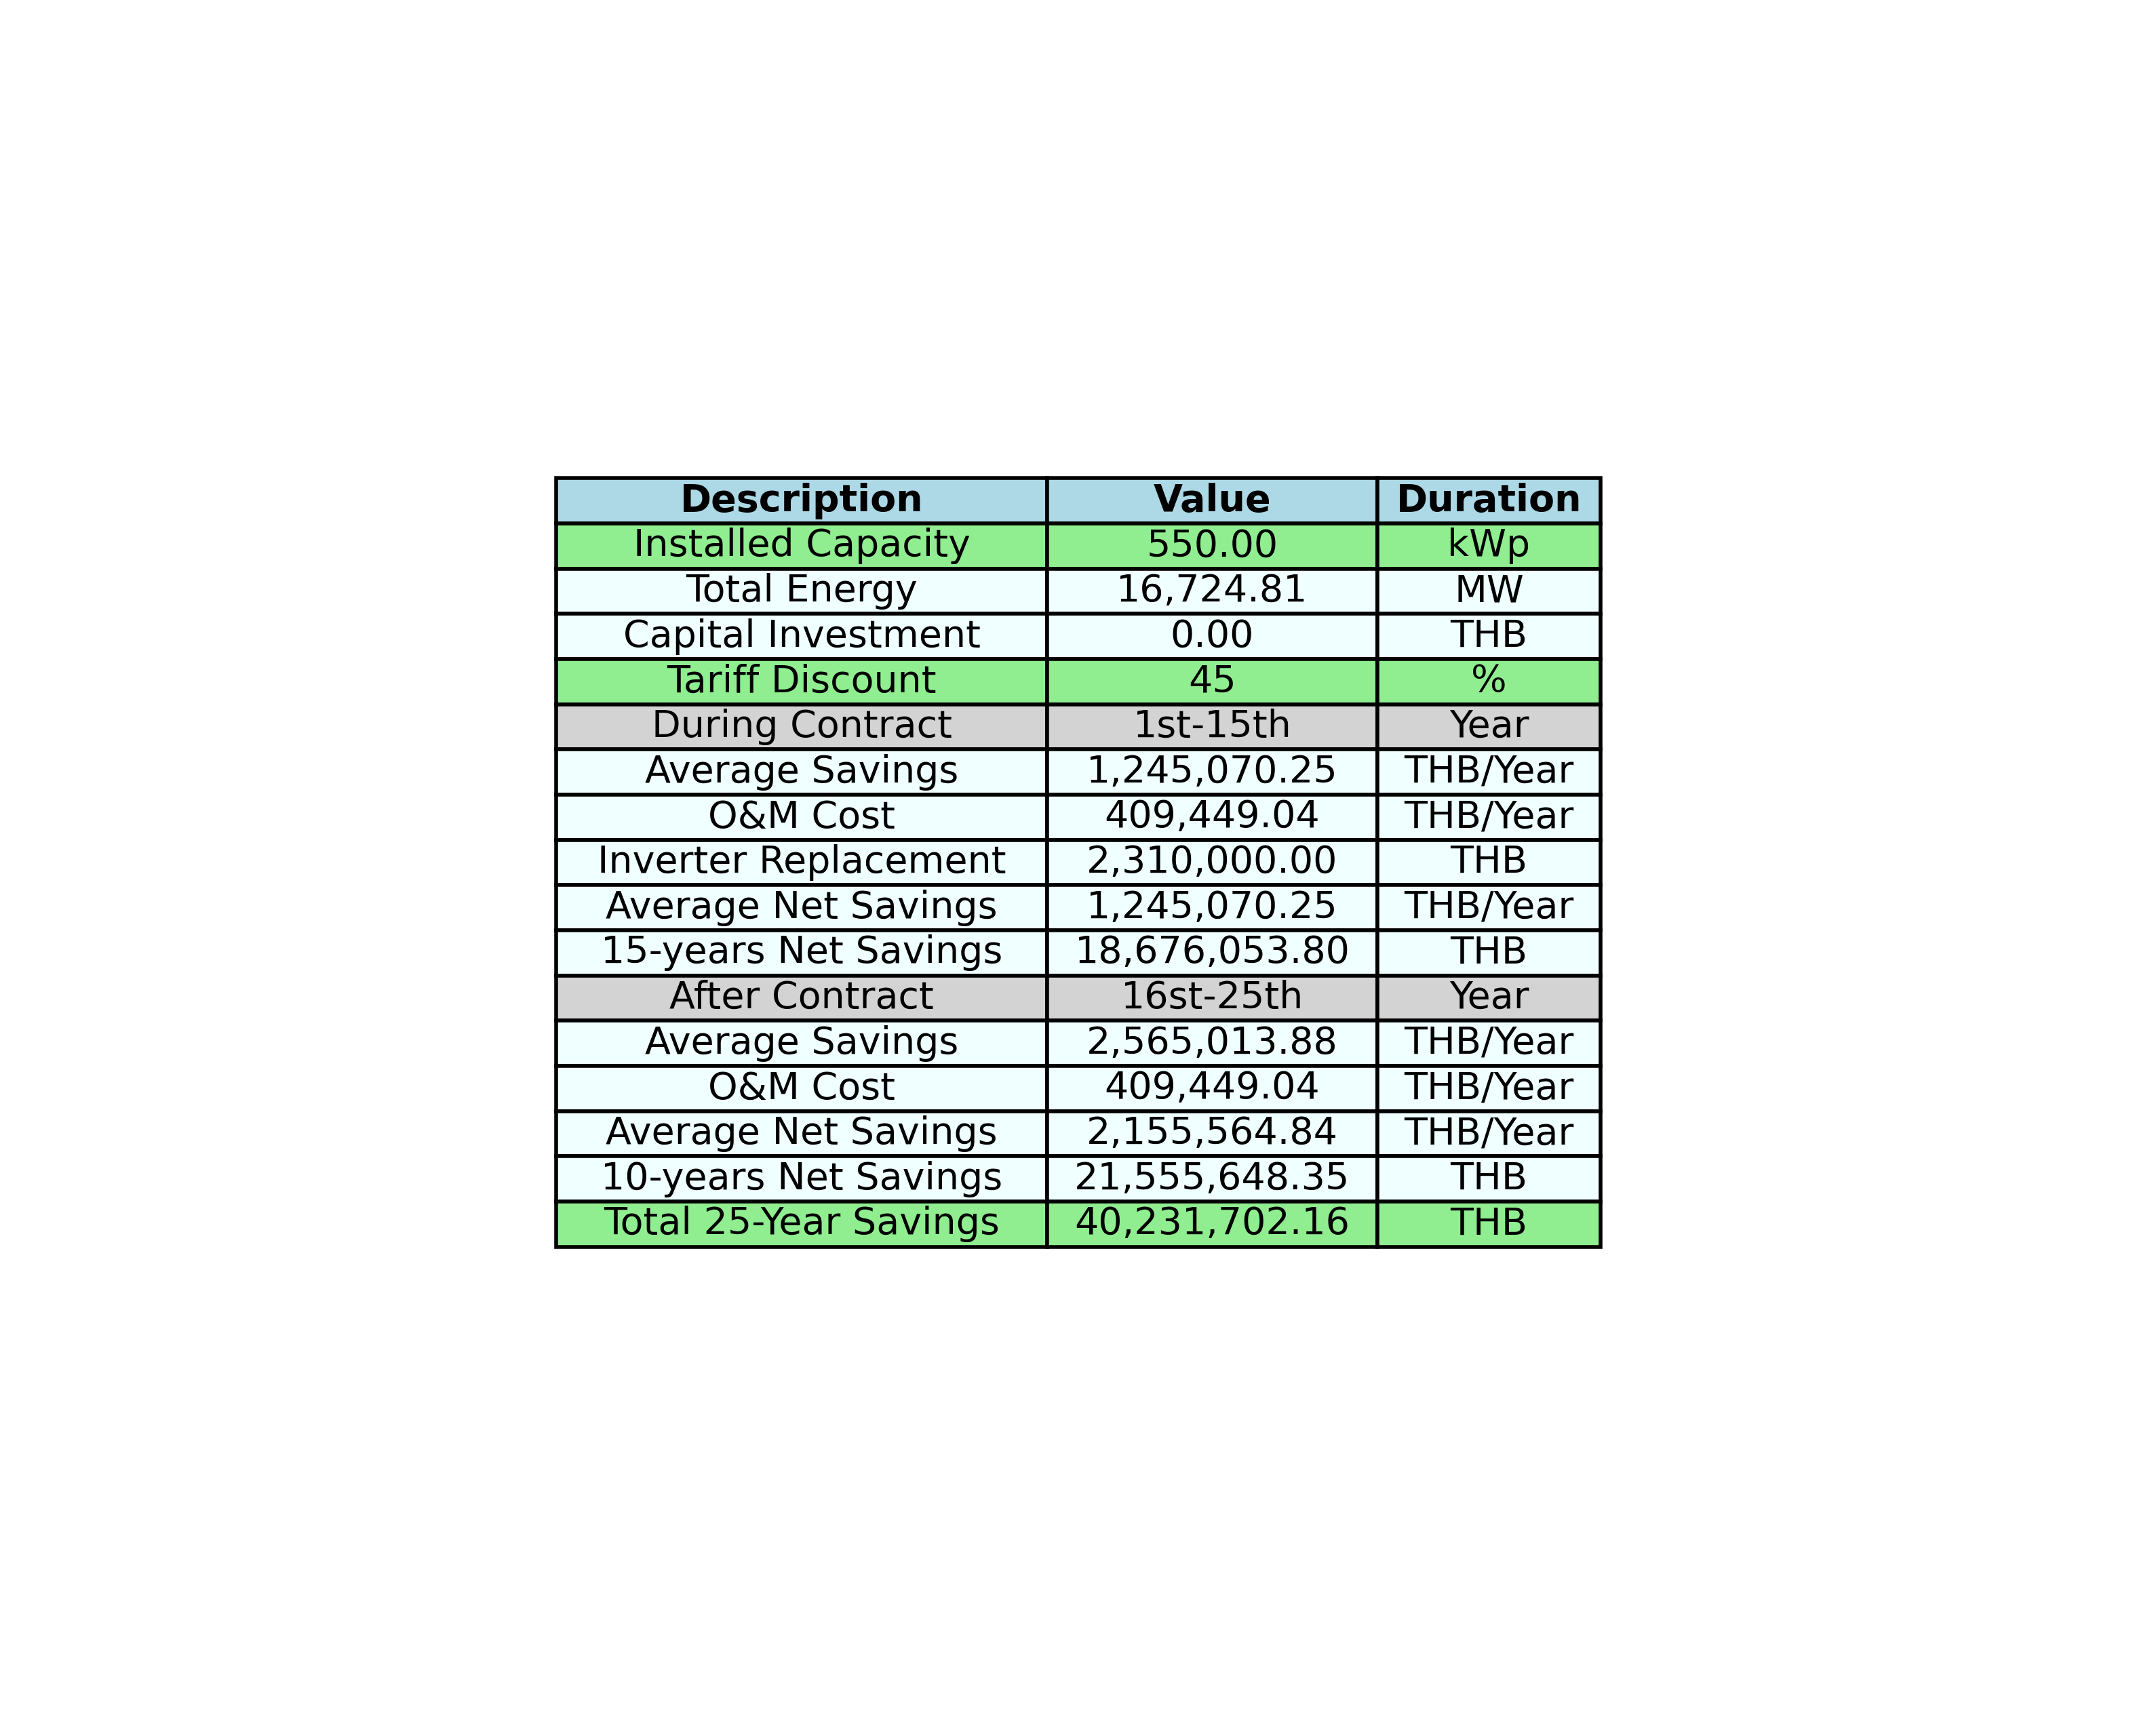 Description Value Duration
Installed Capacity 550.00 kWp
Total Energy 16,724.81 MW
Capital Investment 0.00 THB
Tariff Discount 45 %
During Contract 1st-15th Year
Average Savings 1,245,070.25 THB/Year
O&M Cost 409,449.04 THB/Year
Inverter Replacement 2,310,000.00 THB
Average Net Savings 1,245,070.25 THB/Year
15-years Net Savings 18,676,053.80 THB
After Contract 16st-25th Year
Average Savings 2,565,013.88 THB/Year
O&M Cost 409,449.04 THB/Year
Average Net Savings 2,155,564.84 THB/Year
10-years Net Savings 21,555,648.35 THB
Total 25-Year Savings 40,231,702.16 THB